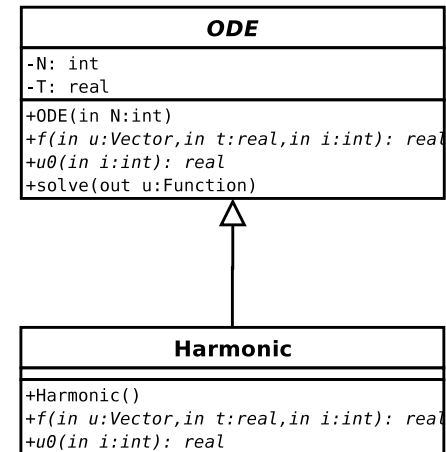 ODE
-N: int
-T: real
+ODE(in N:int)
+f(in u:Vector,in t:real,in i:int): real
+u0(in i:int): real
+solve(out u:Function)
Harmonic
+Harmonic()
+f(in u:Vector,in t:real,in i:int): real
+u0(in i:int): real